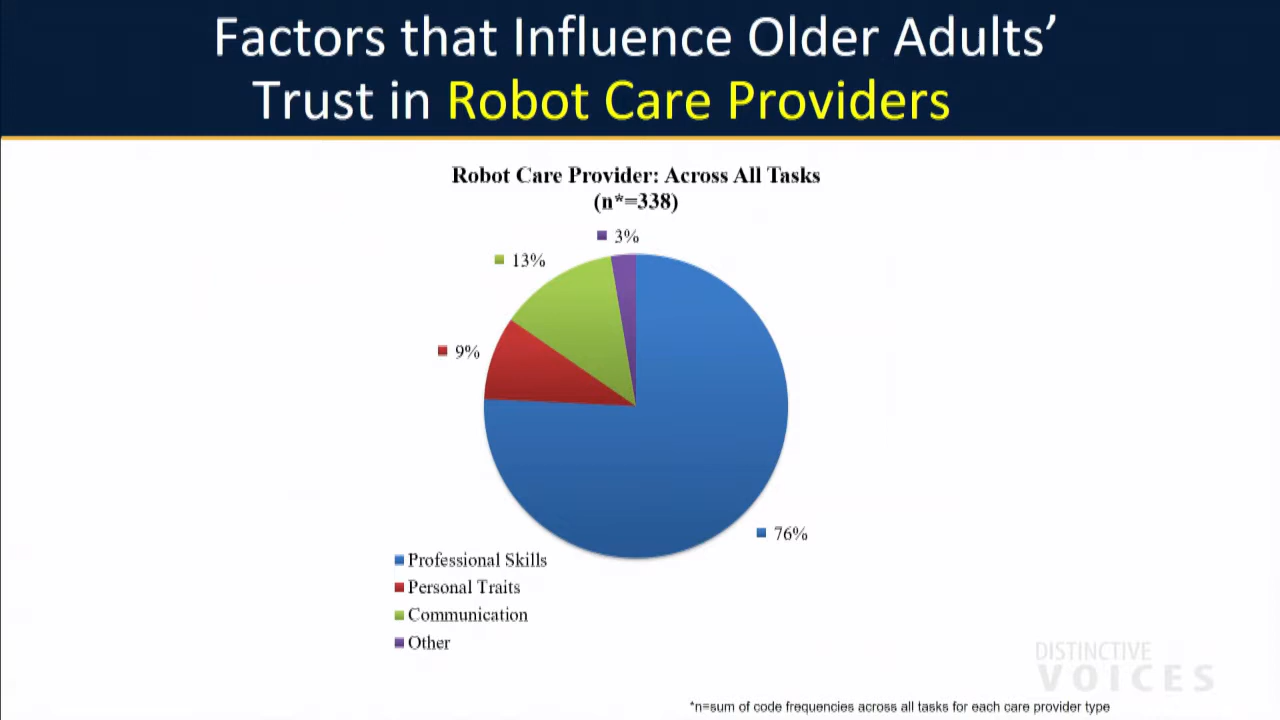 Factors that Influence Older Adults’
Trust in Robot Care Providers
Robot Care Provider: Across All Tasks
(n*=338)
3%
13%
9%
76%
Professional Skills
Personal Traits
Communication
Other
DISTINCTIVE
VOICES
*n=sum of code frequencies across all tasks for each care provider type